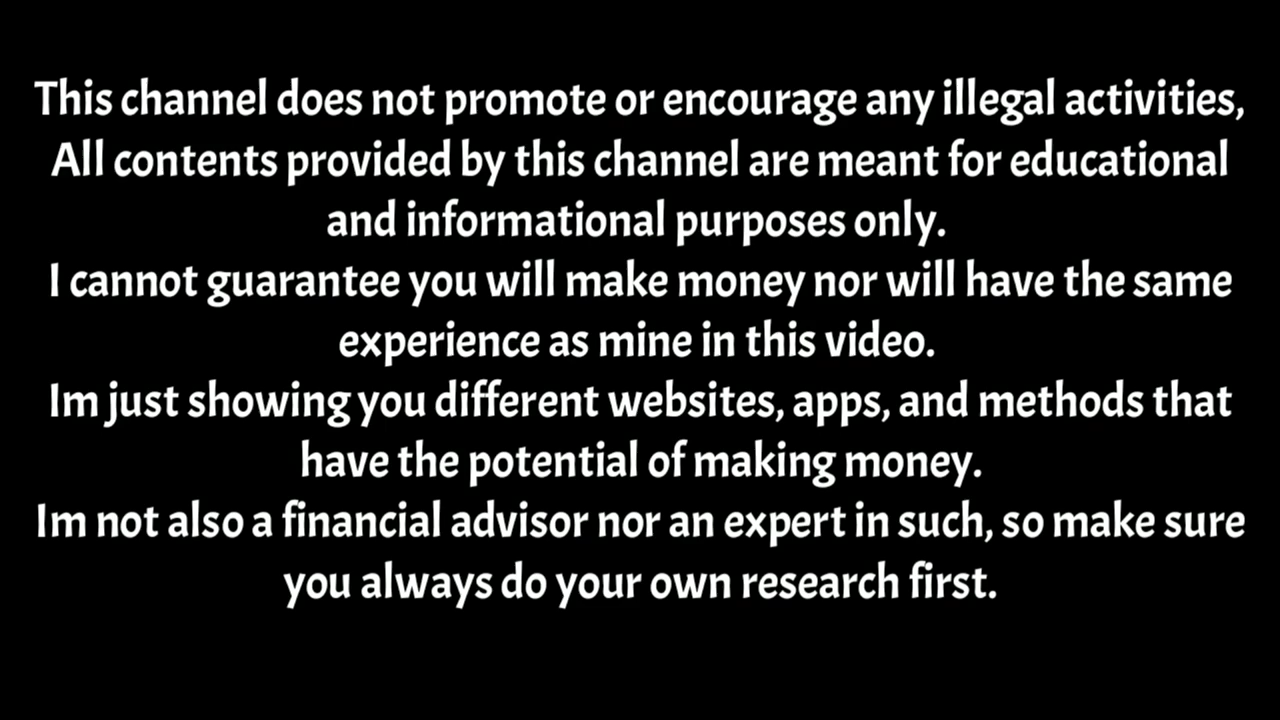 This channel does not promote or encourage any illegal activities,
All contents provided by this channel are meant for educational
and informational purposes only.
I cannot guarantee you will make money nor will have the same
experience as mine in this video.
Im just showing you different websites, apps, and methods that
have the potential of making money.
Im not also a financial advisor nor an expert in such, so make sure
you always do your own research first.